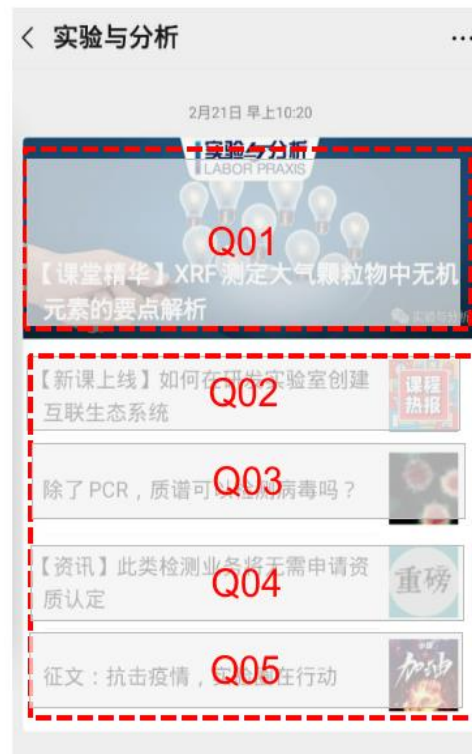 实验与分析
2月21日 早上10:20
实验与分析
LABOR PRAXIS
Q01
【课堂精华】XRF测定大气颗粒物中无机
元素的要点解析
实验与分析
【新课上线】如何在研发实验室创建
互联生态系统
Q02
课程
热报
除了PCR，质谱可以检测病毒吗？
Q03
【资讯】此类检测业务将无需申请资
质认定
Q04
重磅
征文：抗击疫情，实验 在行动
Q05
加油